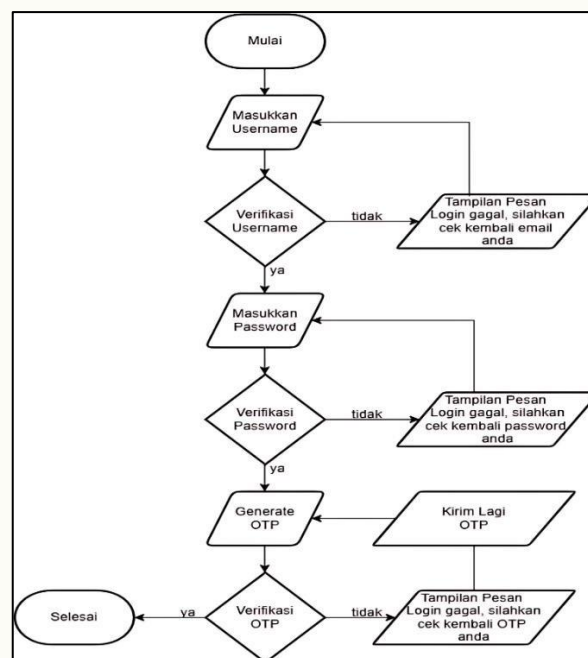 Mulai
Masukkan
Username
Verifikasi
Username
tidak
Tampilan Pesan
Login gagal, silahkan
cek kembali email
anda
ya
Masukkan
Password
Verifikasi
Password
tidak
Tampilan Pesan
Login gagal, silahkan
cek kembali password
anda
ya
Generate
OTP
Kirim Lagi
OTP
Verifikasi
OTP
ya
Selesai
tidak
Tampilan Pesan
Login gagal, silahkan
cek kembali OTP
anda